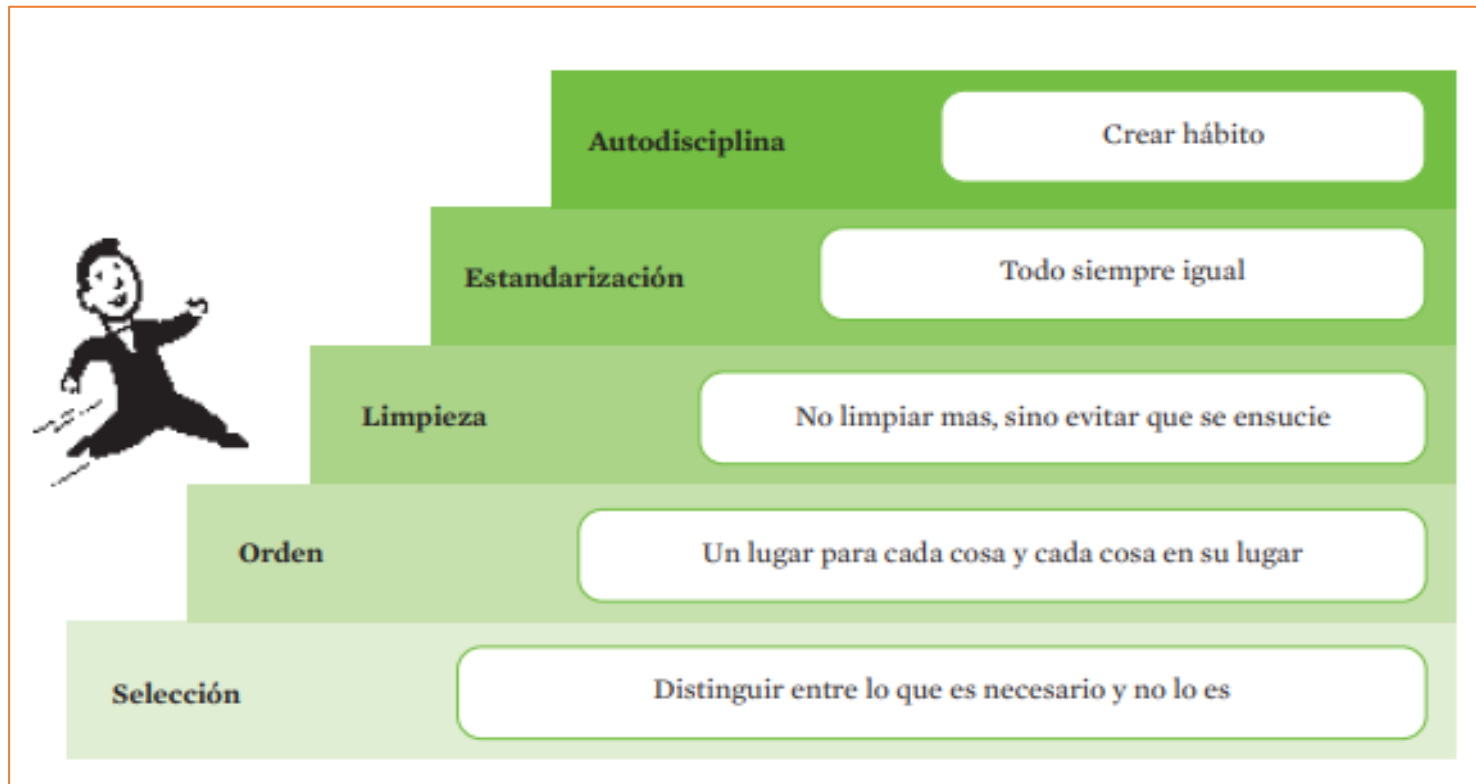 Autodisciplina
Crear hábito
Estandarización
Todo siempre igual
Limpieza
No limpiar mas, sino evitar que se ensucie
Orden
Un lugar para cada cosa y cada cosa en su lugar
Selección
Distinguir entre lo que es necesario y no lo es